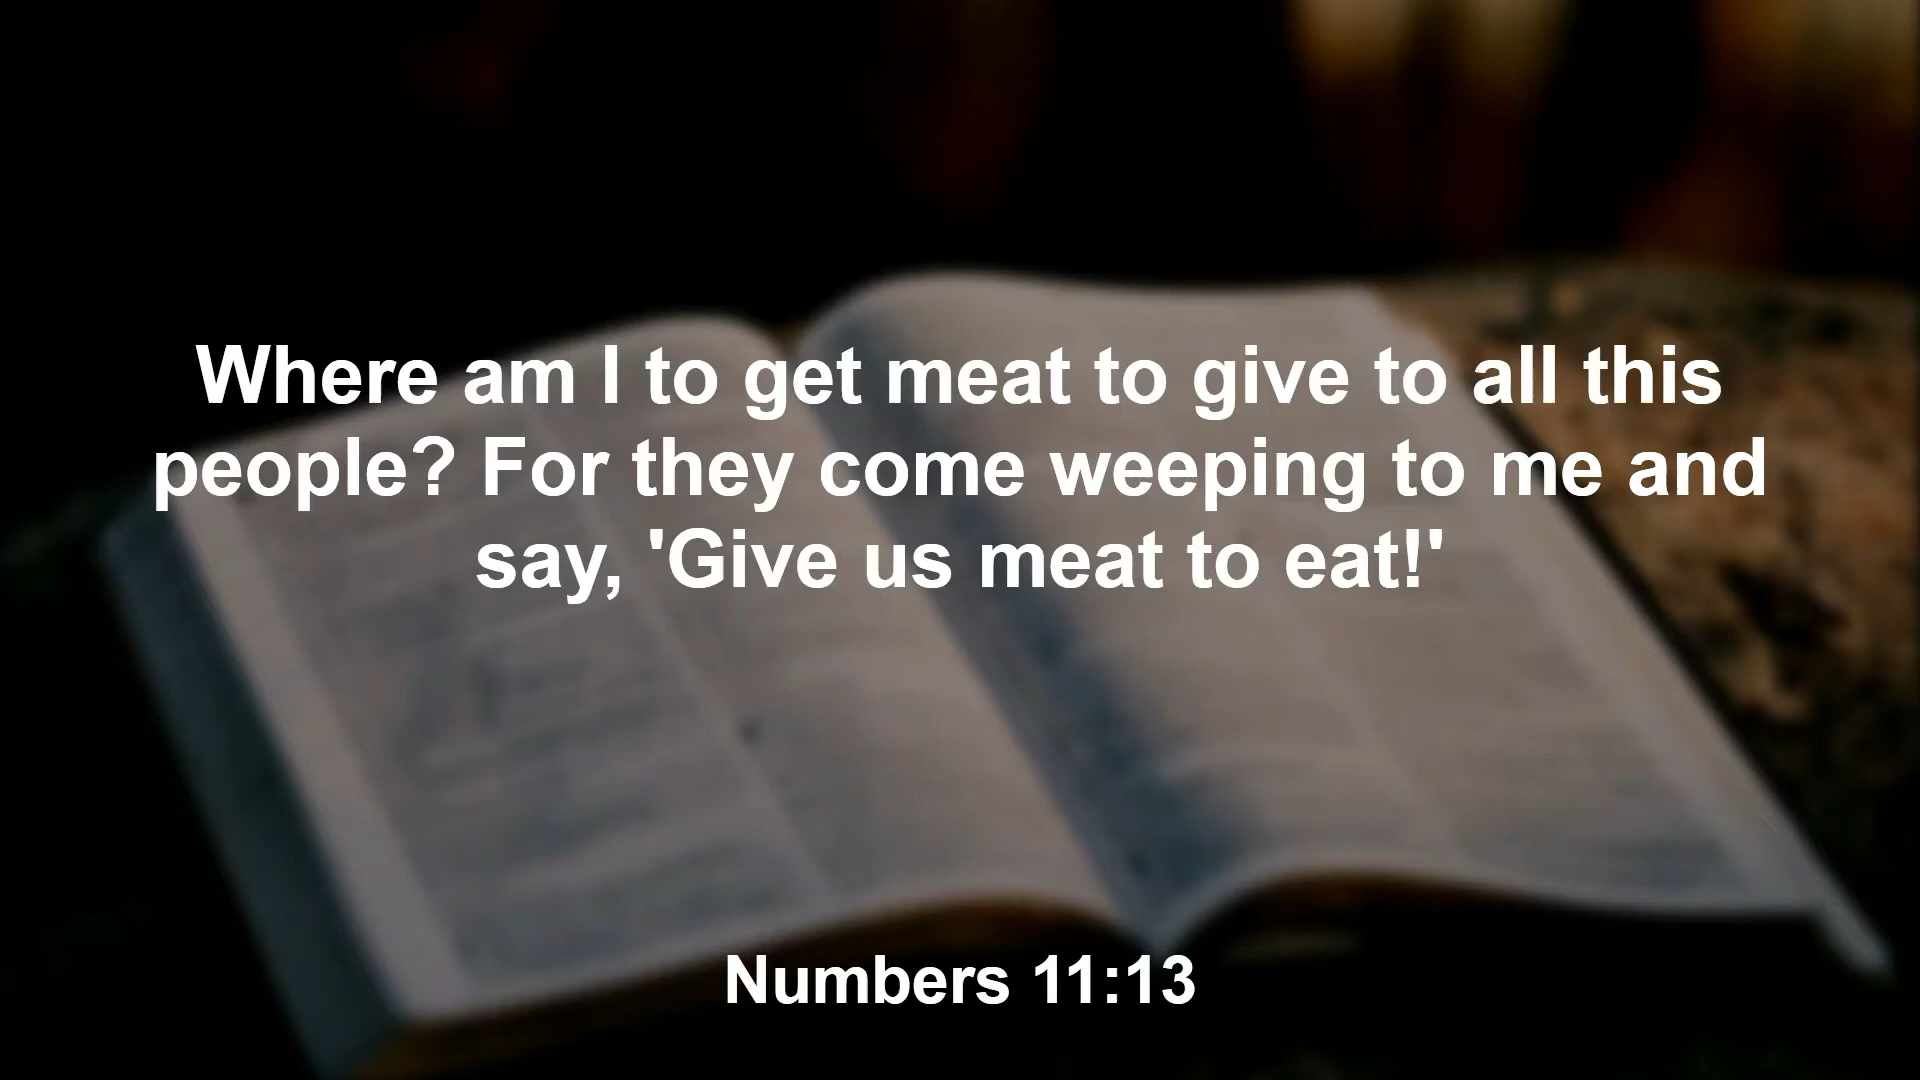 Where am I to get meat to give to all this
people? For they come weeping to me and
say, 'Give us meat to eat!'
Numbers 11:13